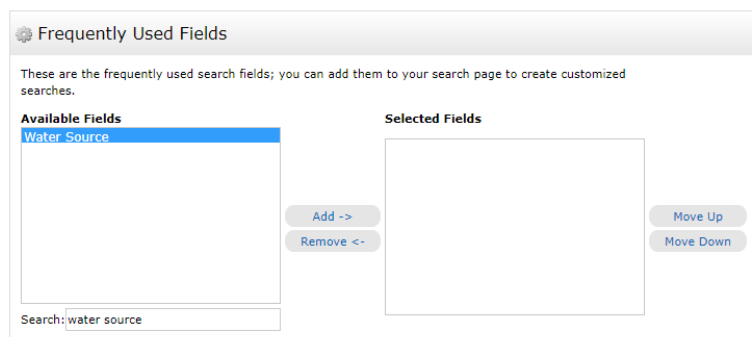 Frequently Used Fields
These are the frequently used search fields; you can add them to your search page to create customized
searches.
Available Fields
Selected Fields
Water Source
Add ->
Remove <-
Move Up
Move Down
Search: water source